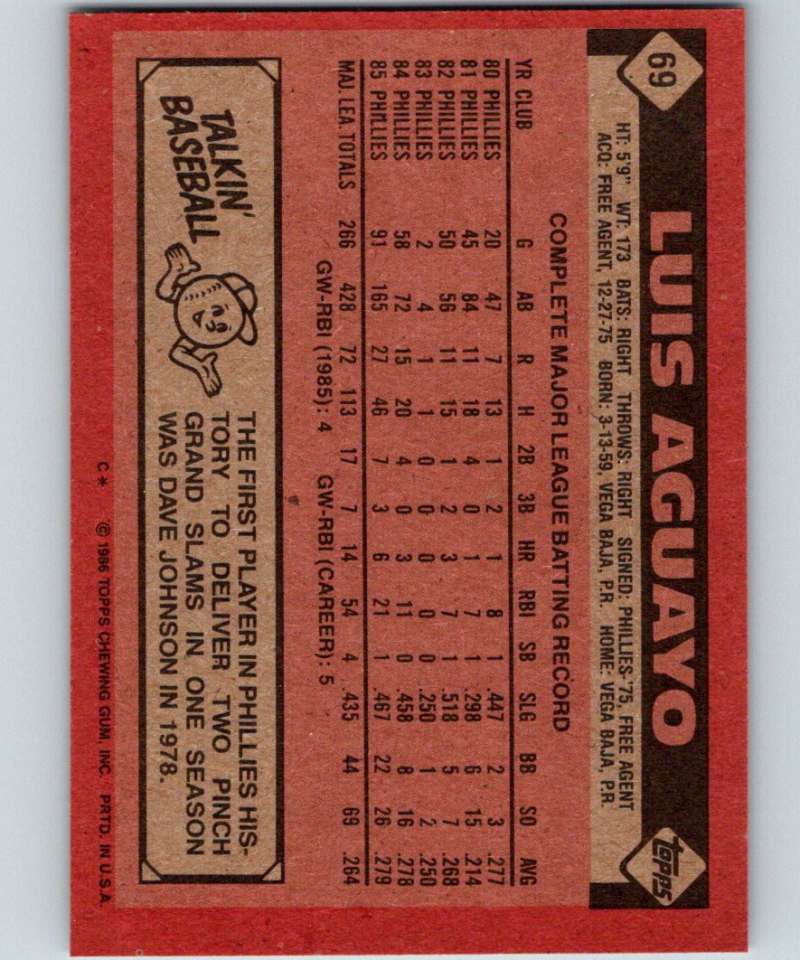 69
LUIS AGUAYO
topps
HT: 5'9" WT: 173 BATS: RIGHT THROWS: RIGHT SIGNED: PHILLIES-'75, FREE AGENT
ACQ: FREE AGENT, 12-27-75 BORN: 3-13-59, VEGA BAJA, P.R. HOME: VEGA BAJA, P.R.
COMPLETE MAJOR LEAGUE BATTING RECORD
YR CLUB G AB R H 2B 3B HR RBI SB SLG BB SO AVG
80 PHILLIES 20 47 7 13 1 2 1 8 1 .447 2 3 .277
81 PHILLIES 45 84 11 18 4 0 1 7 1 .298 6 15 .214
82 PHILLIES 50 56 11 15 1 2 3 7 1 .518 5 7 .268
83 PHILLIES 2 4 1 1 0 0 0 0 0 .250 1 2 .250
84 PHILLIES 58 72 15 20 4 0 3 11 0 .458 8 16 .278
85 PHILLIES 91 165 27 46 7 3 6 21 1 .467 22 26 .279
MAJ. LEA. TOTALS 266 428 72 113 17 7 14 54 4 .435 44 69 .264
GW-RBI (1985): 4 GW-RBI (CAREER): 5
TALKIN'
BASEBALL
THE FIRST PLAYER IN PHILLIES HIS-
TORY TO DELIVER TWO PINCH
GRAND SLAMS IN ONE SEASON
WAS DAVE JOHNSON IN 1978.
C* © 1986 TOPPS CHEWING GUM, INC. PRTD. IN U.S.A.